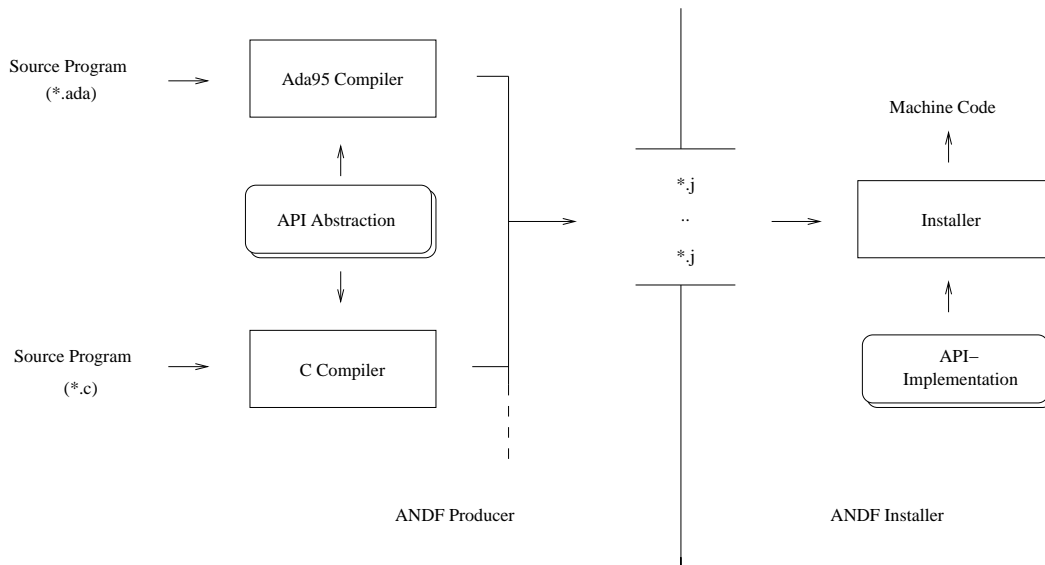 Source Program
(*.ada)
Ada95 Compiler
Machine Code
*.j
..
*.j
API Abstraction
Installer
Source Program
(*.c)
C Compiler
API–
Implementation
ANDF Producer
ANDF Installer